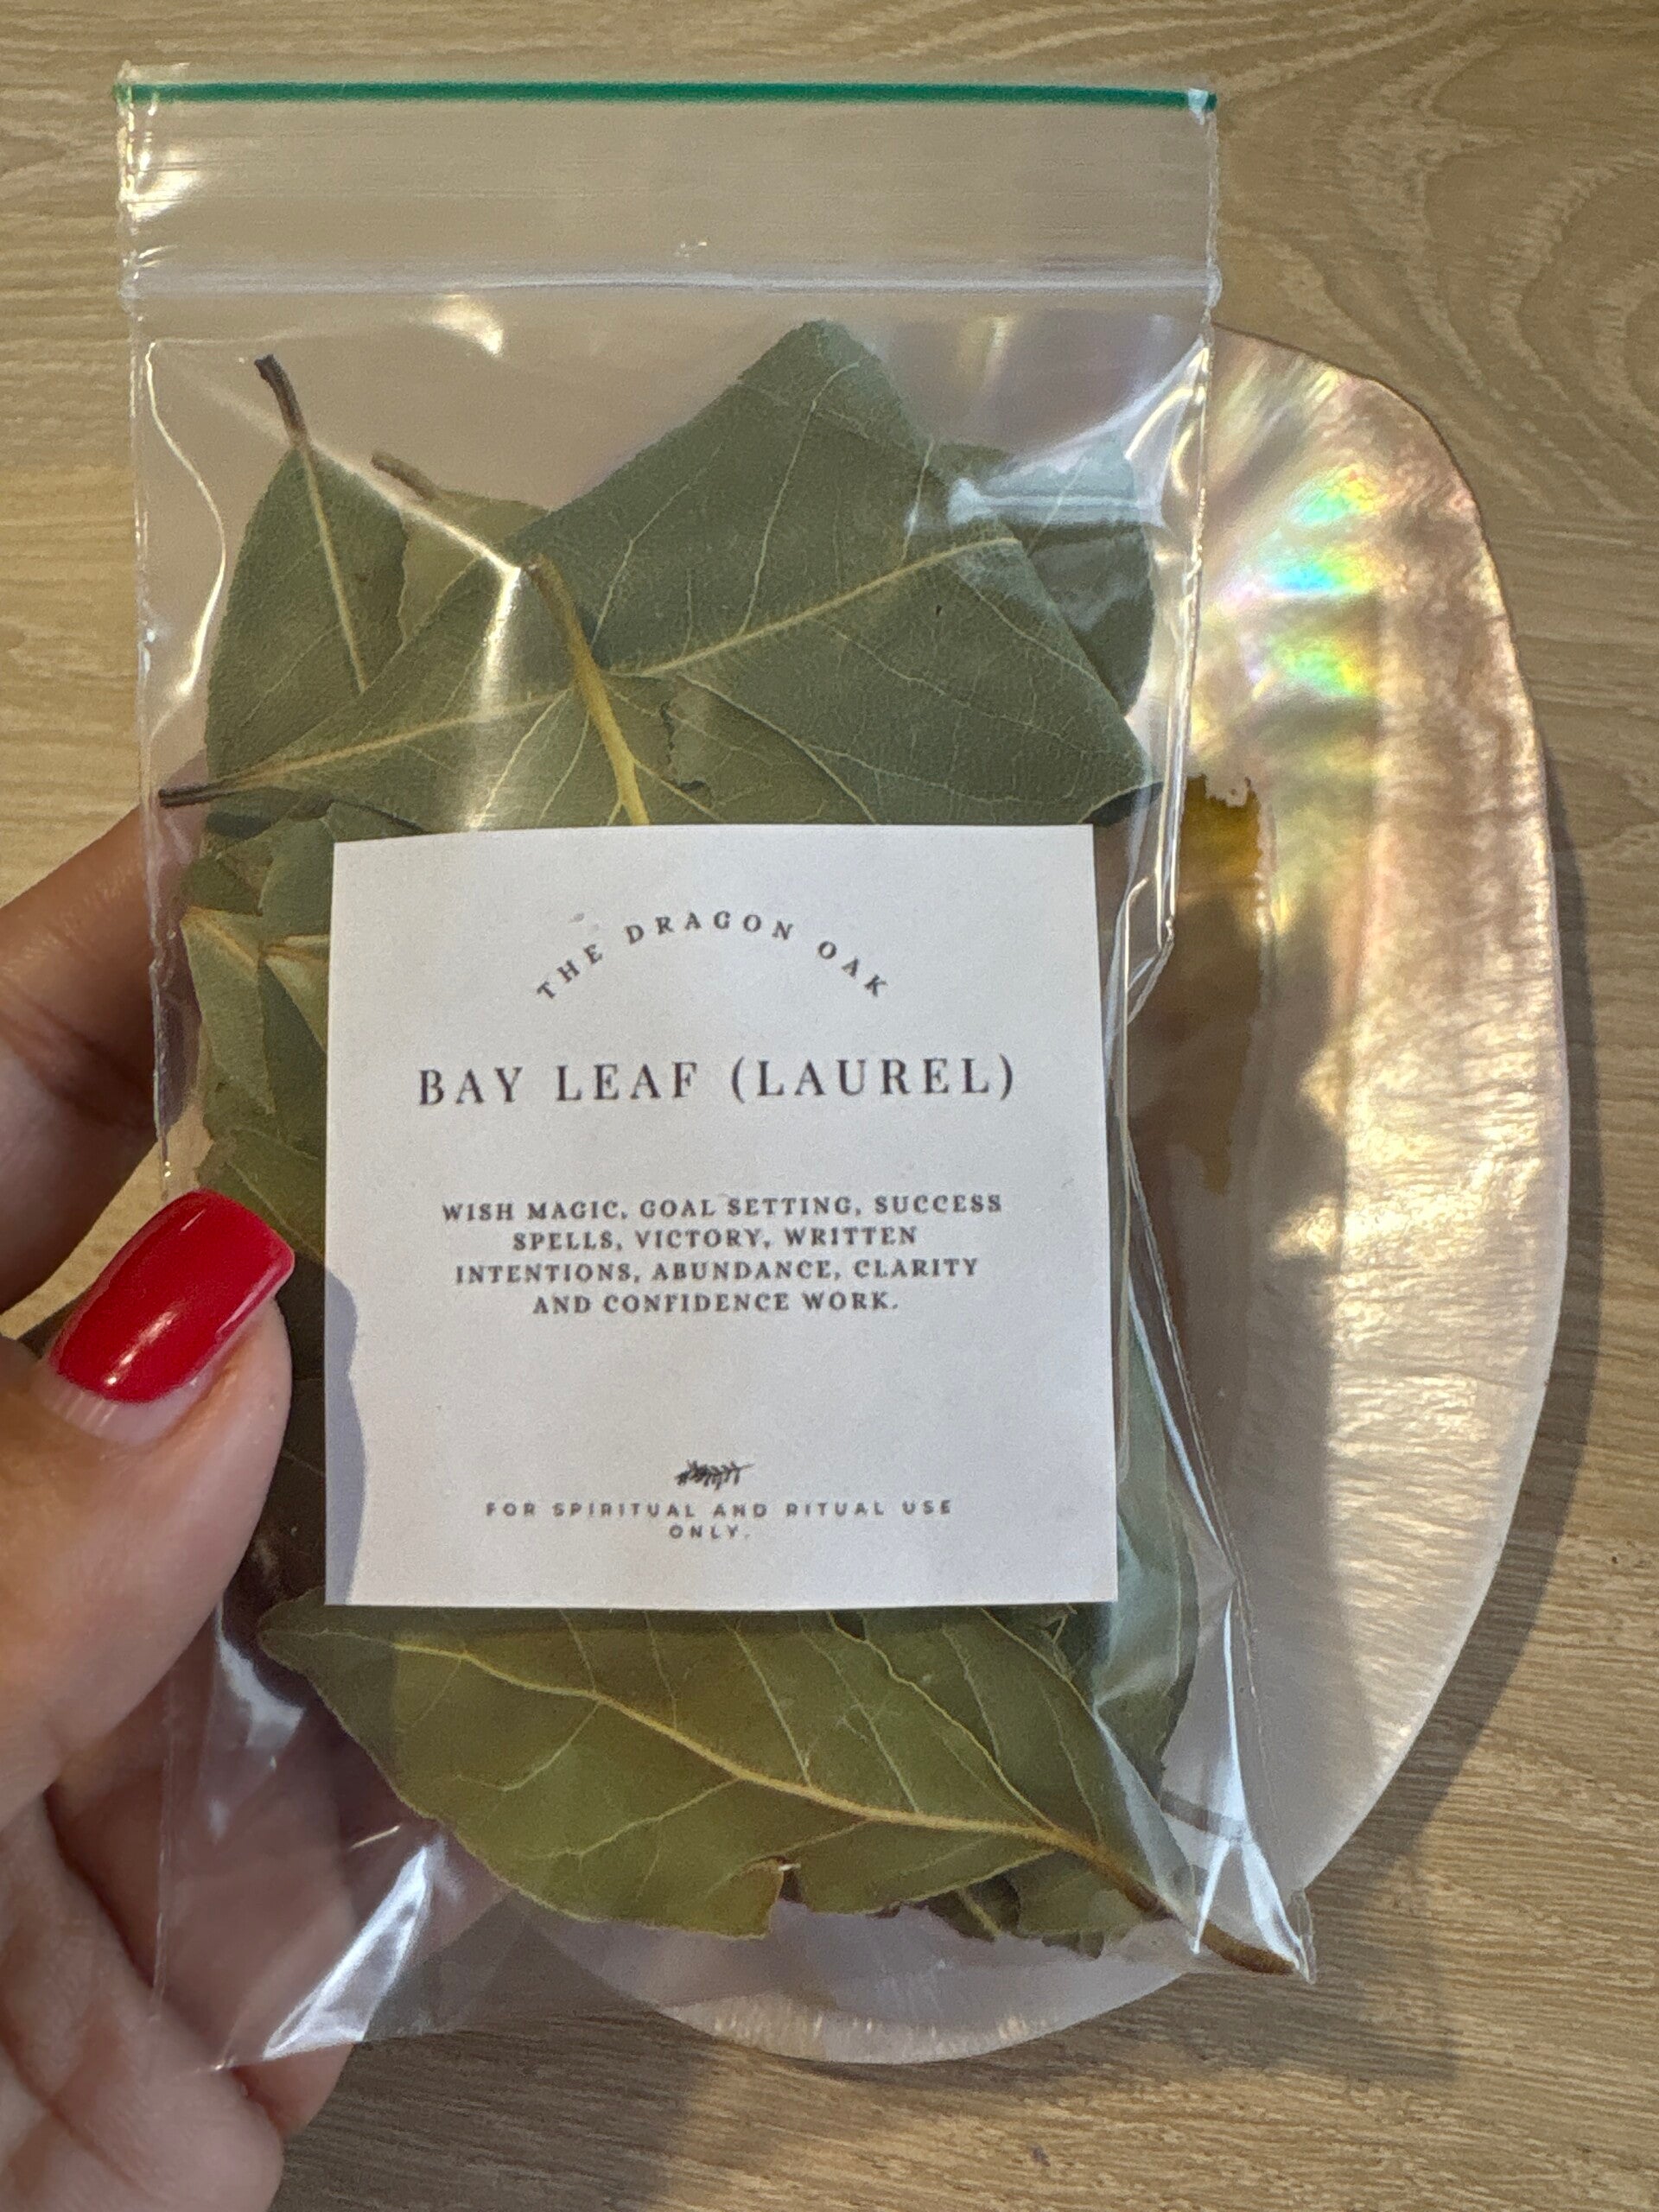 THE DRAGON OAK
BAY LEAF (LAUREL)
WISH MAGIC, GOAL SETTING, SUCCESS
SPELLS, VICTORY, WRITTEN
INTENTIONS, ABUNDANCE, CLARITY
AND CONFIDENCE WORK.
FOR SPIRITUAL AND RITUAL USE
ONLY.